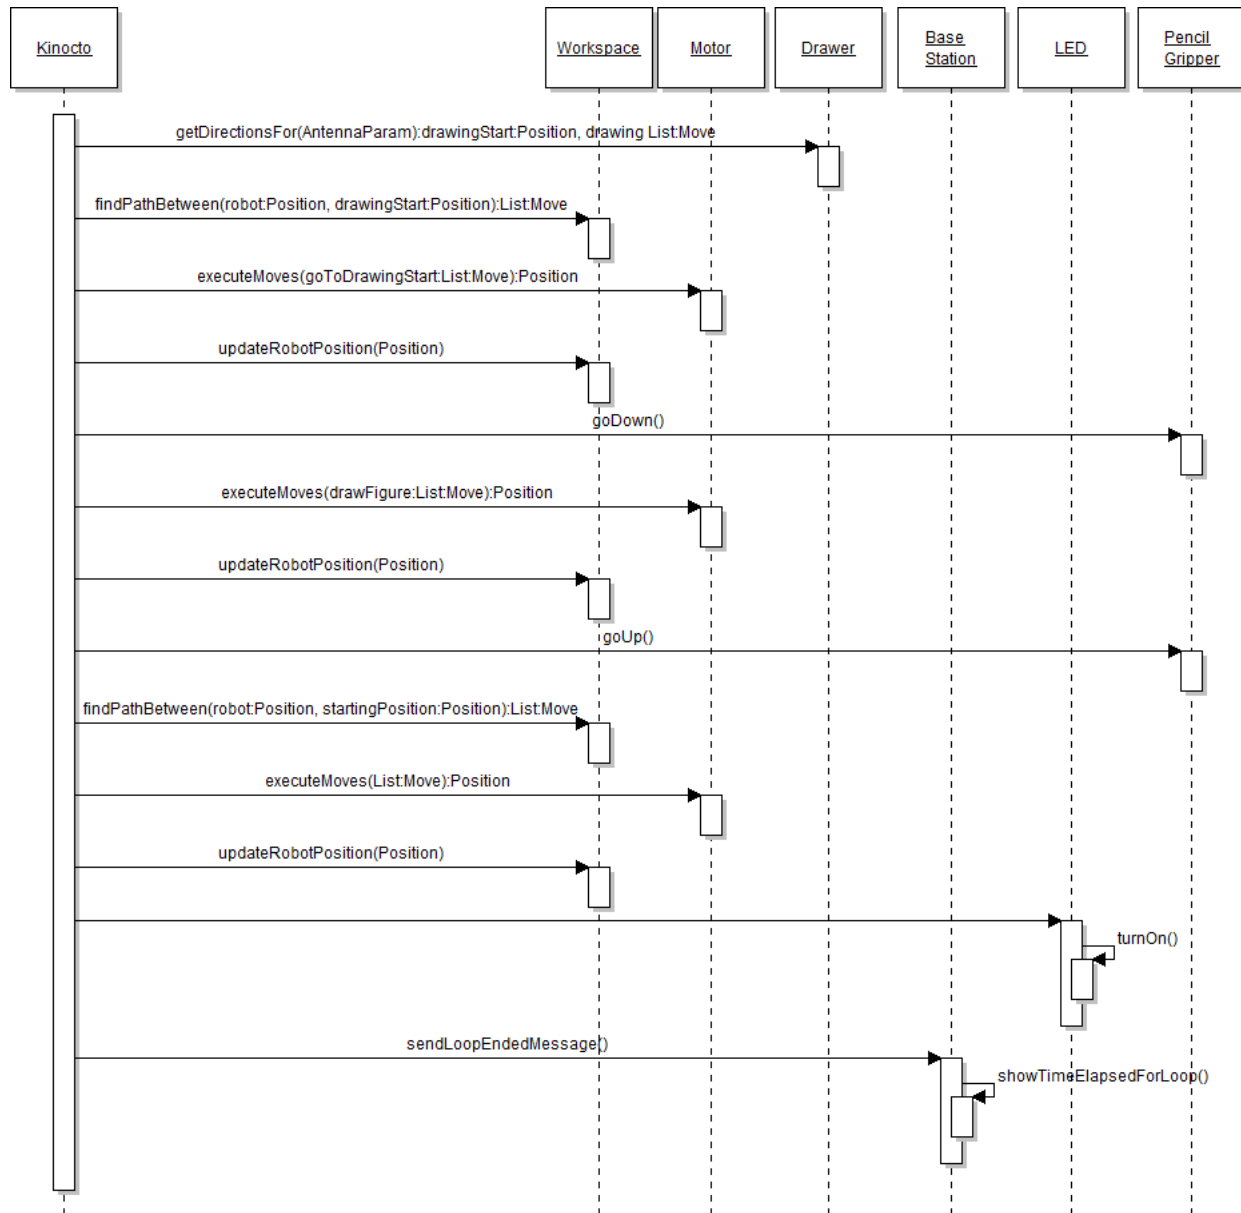 Kinocto
Workspace
Motor
Drawer
Base
Station
LED
Pencil
Gripper
getDirectionsFor(AntennaParam):drawingStart:Position, drawing List:Move
findPathBetween(robot:Position, drawingStart:Position):List:Move
executeMoves(goToDrawingStart:List:Move):Position
updateRobotPosition(Position)
goDown()
executeMoves(drawFigure:List:Move):Position
updateRobotPosition(Position)
goUp()
findPathBetween(robot:Position, startingPosition:Position):List:Move
executeMoves(List:Move):Position
updateRobotPosition(Position)
turnOn()
sendLoopEndedMessage()
showTimeElapsedForLoop()